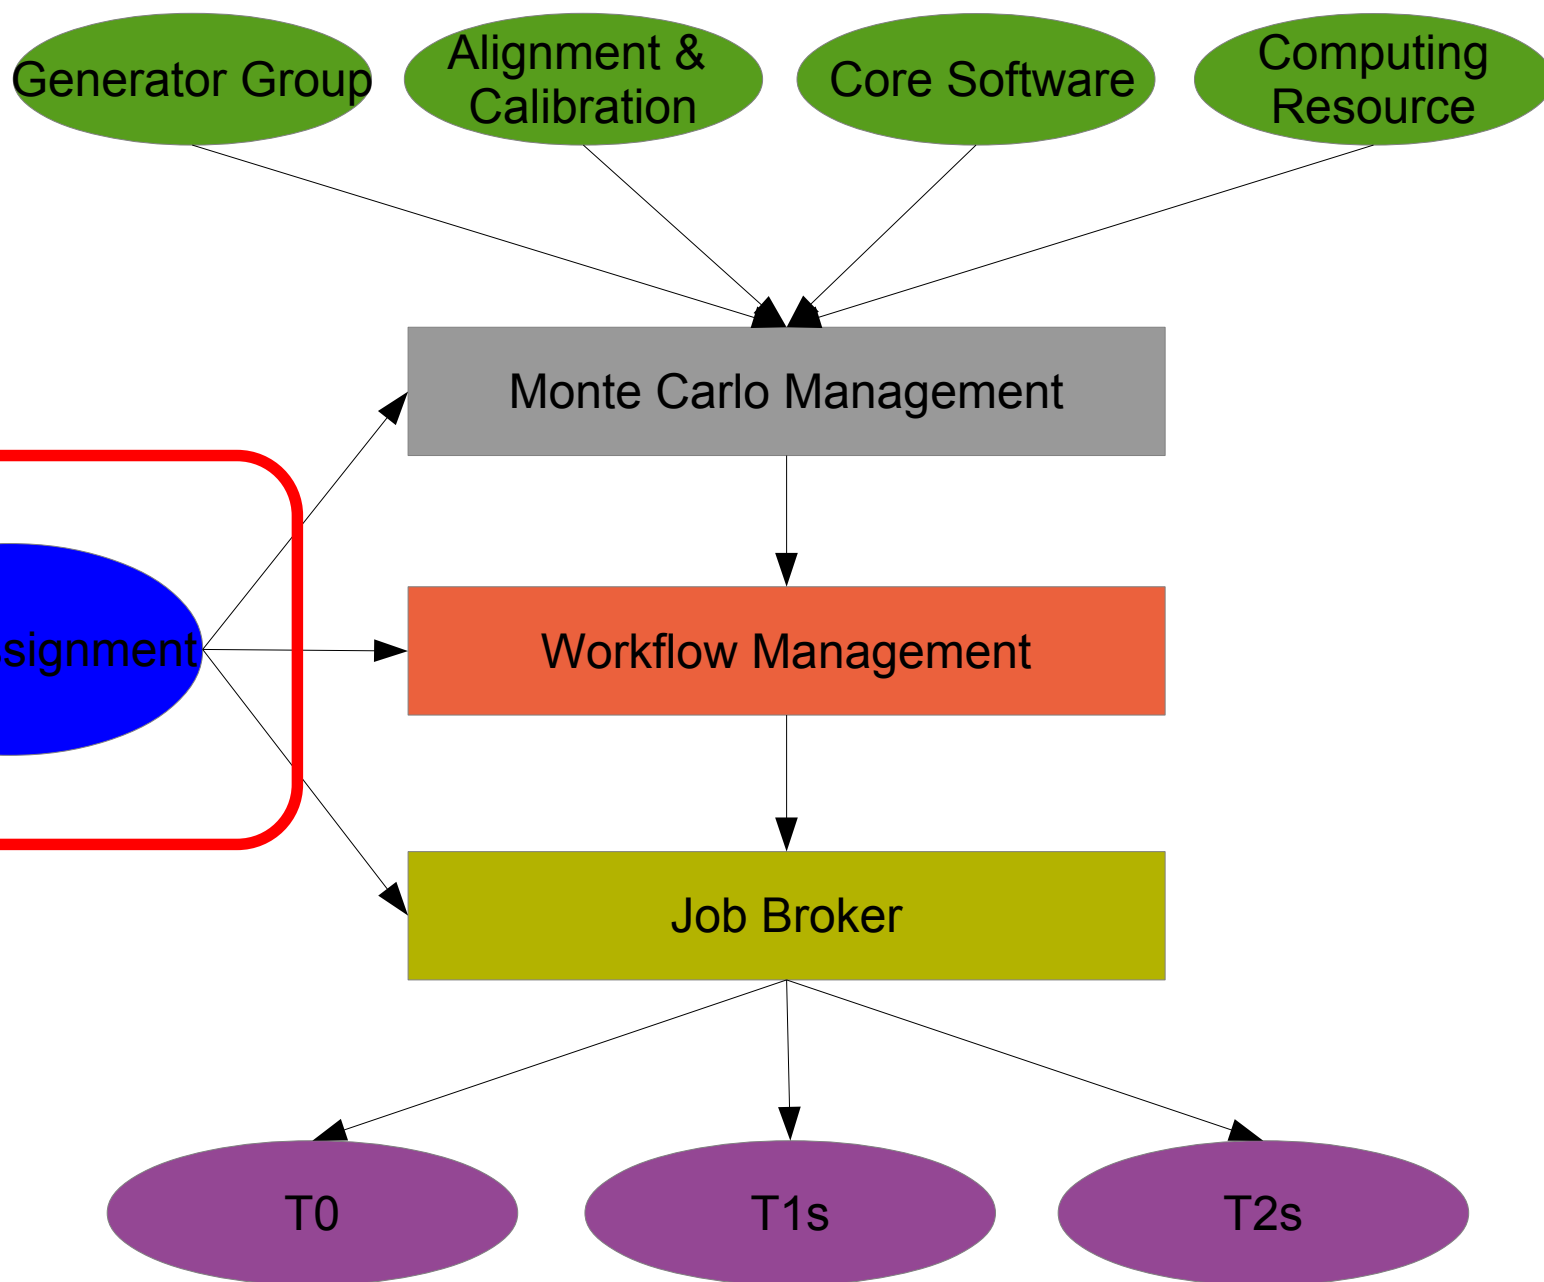 Generator Group
Alignment &
Calibration
Core Software
Computing
Resource
Monte Carlo Management
Workflow Management
Job Broker
T0
T1s
T2s